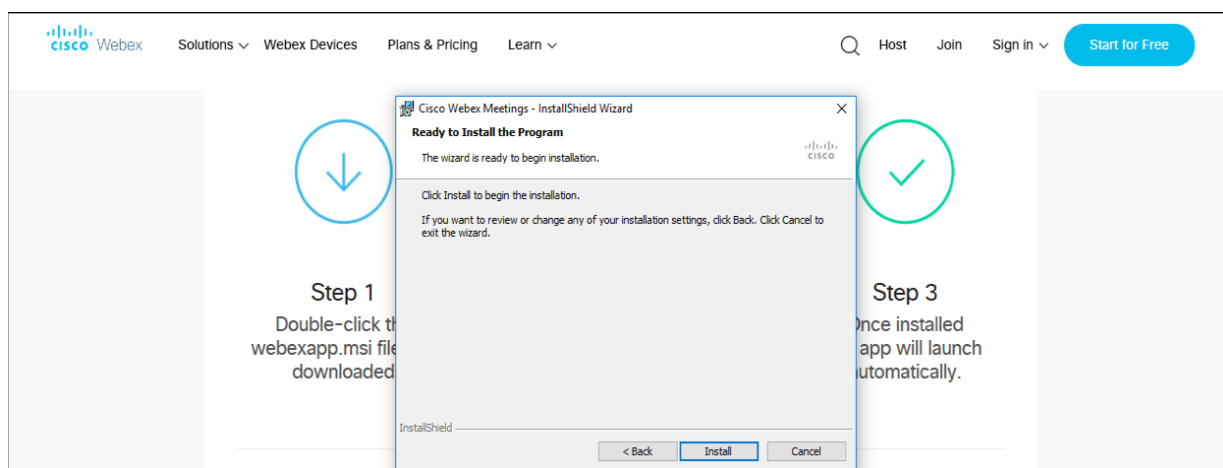 cisco Webex Solutions Webex Devices Plans & Pricing Learn Host Join Sign in Start for Free
Cisco Webex Meetings - InstallShield Wizard
Ready to Install the Program
The wizard is ready to begin installation.
CISCO
Click Install to begin the installation.
If you want to review or change any of your installation settings, click Back. Click Cancel to
exit the wizard.
InstallShield
< Back Install Cancel
Step 1
Double-click
webexapp.msi
downloaded
Step 3
installed
app will launch